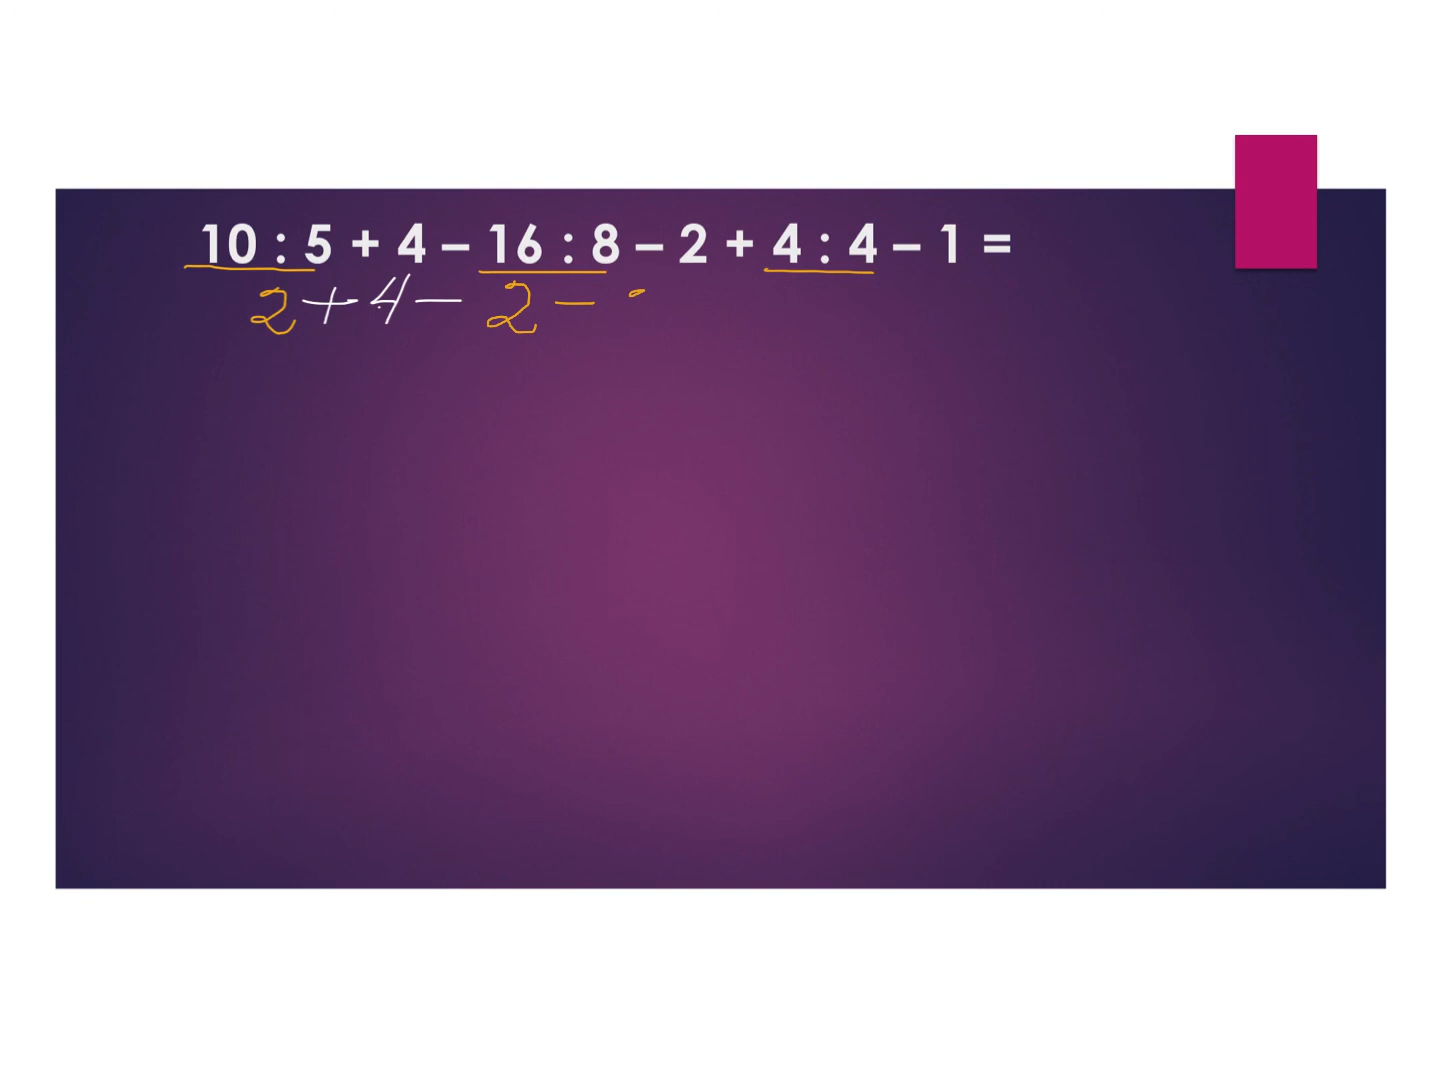 10 : 5 + 4 – 16 : 8 – 2 + 4 : 4 – 1 =
2 + 4 – 2 –